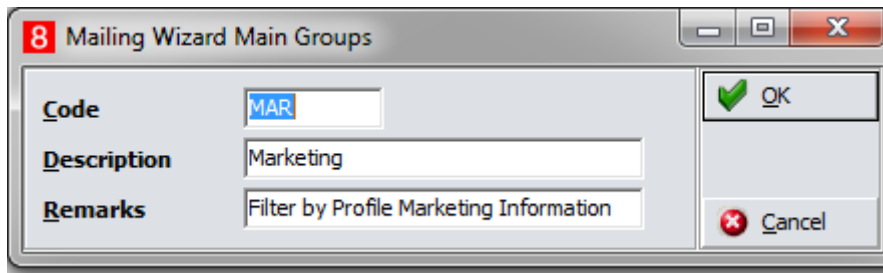 8 Mailing Wizard Main Groups
Code MAR OK
Description Marketing
Remarks Filter by Profile Marketing Information Cancel